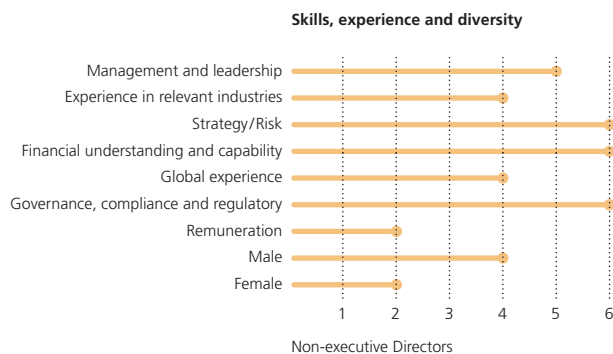 Skills, experience and diversity
Management and leadership
Experience in relevant industries
Strategy/Risk
Financial understanding and capability
Global experience
Governance, compliance and regulatory
Remuneration
Male
Female
1 2 3 4 5 6
Non-executive Directors